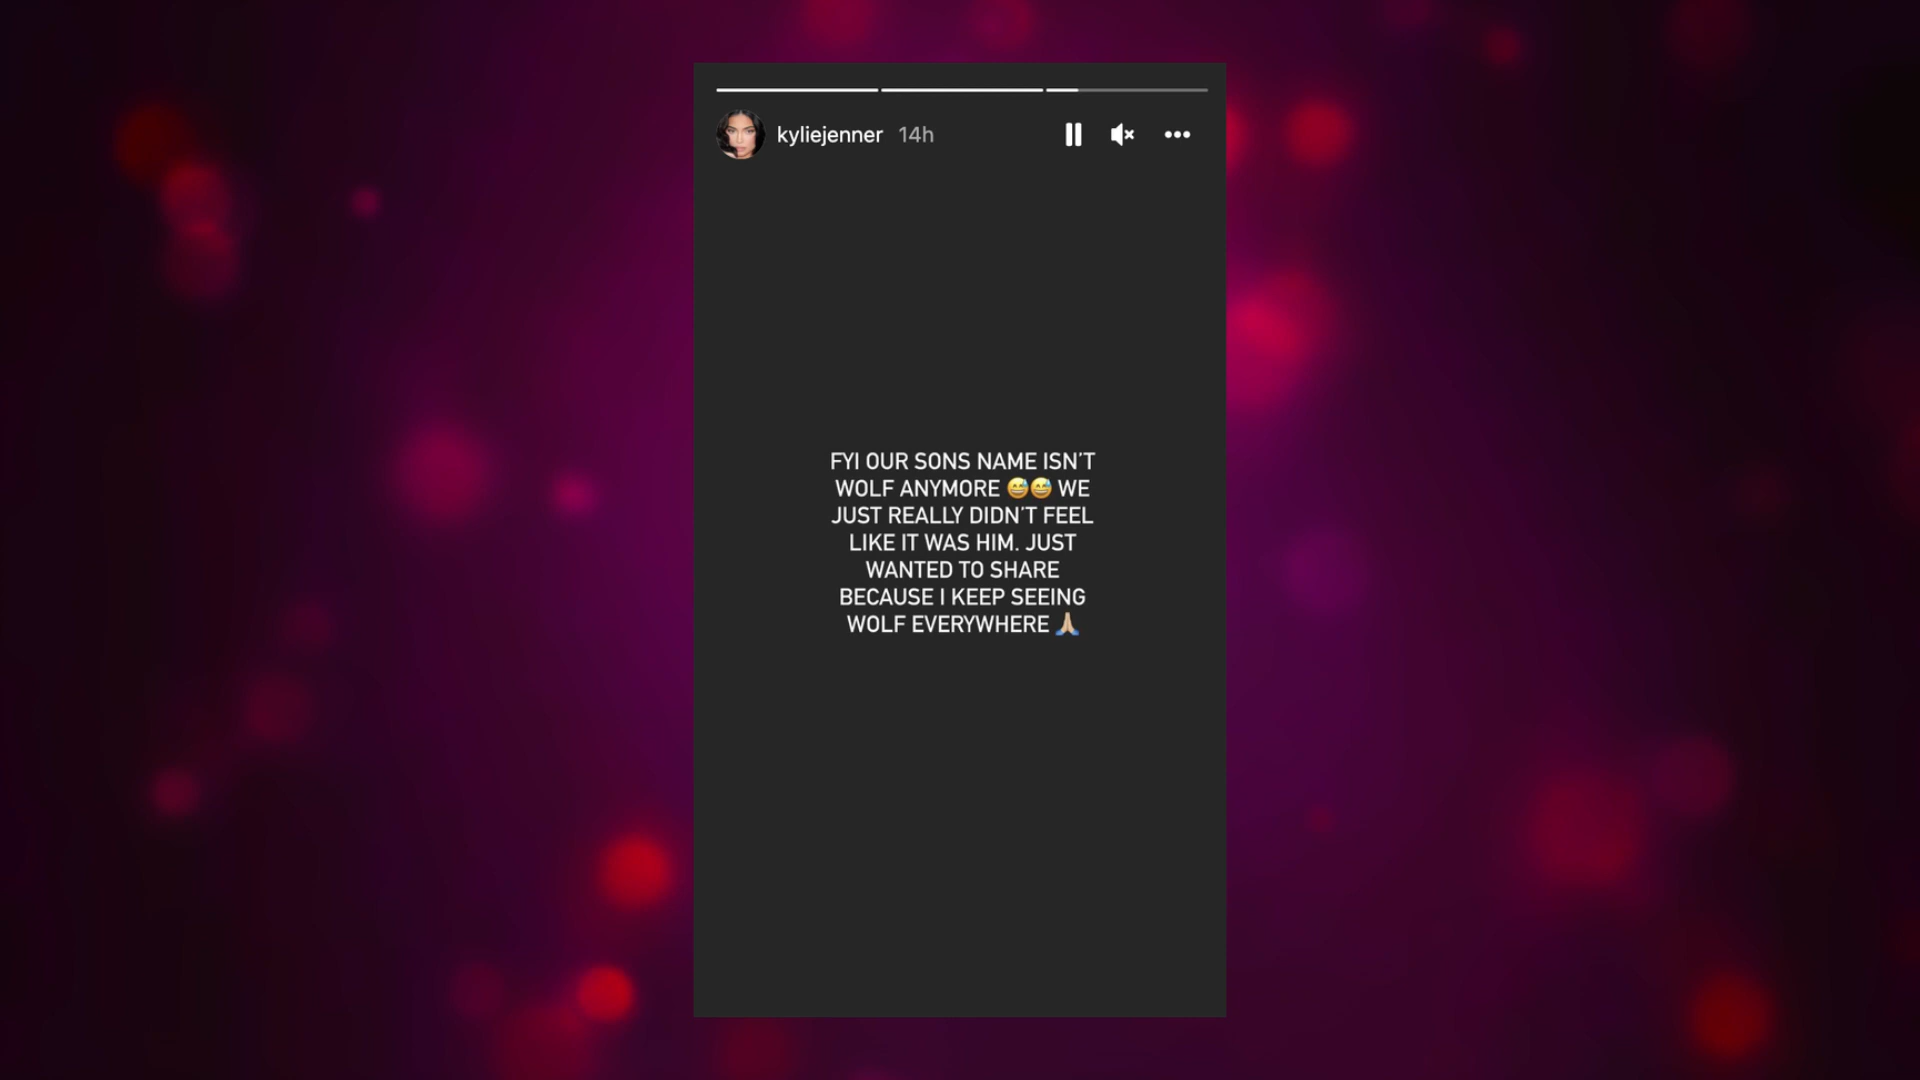 kyliejenner 14h
FYI OUR SONS NAME ISN'T
WOLF ANYMORE 😅😅 WE
JUST REALLY DIDN'T FEEL
LIKE IT WAS HIM. JUST
WANTED TO SHARE
BECAUSE I KEEP SEEING
WOLF EVERYWHERE 🙏🏼